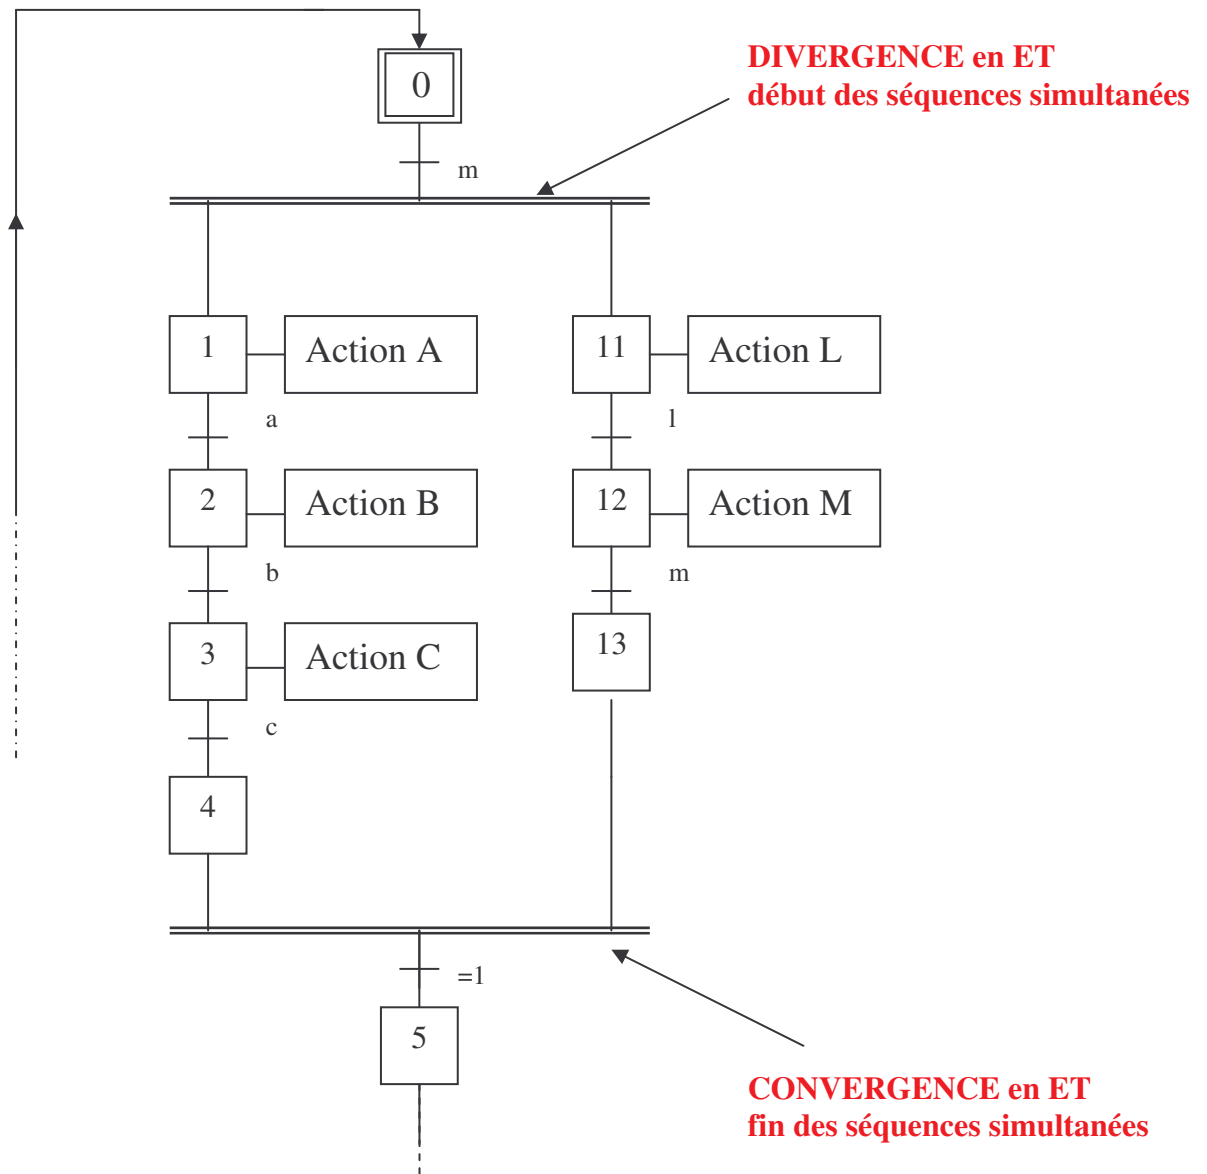 0
DIVERGENCE en ET
début des séquences simultanées
m
1
Action A
11
Action L
a
l
2
Action B
12
Action M
b
m
3
Action C
13
c
4
=1
5
CONVERGENCE en ET
fin des séquences simultanées